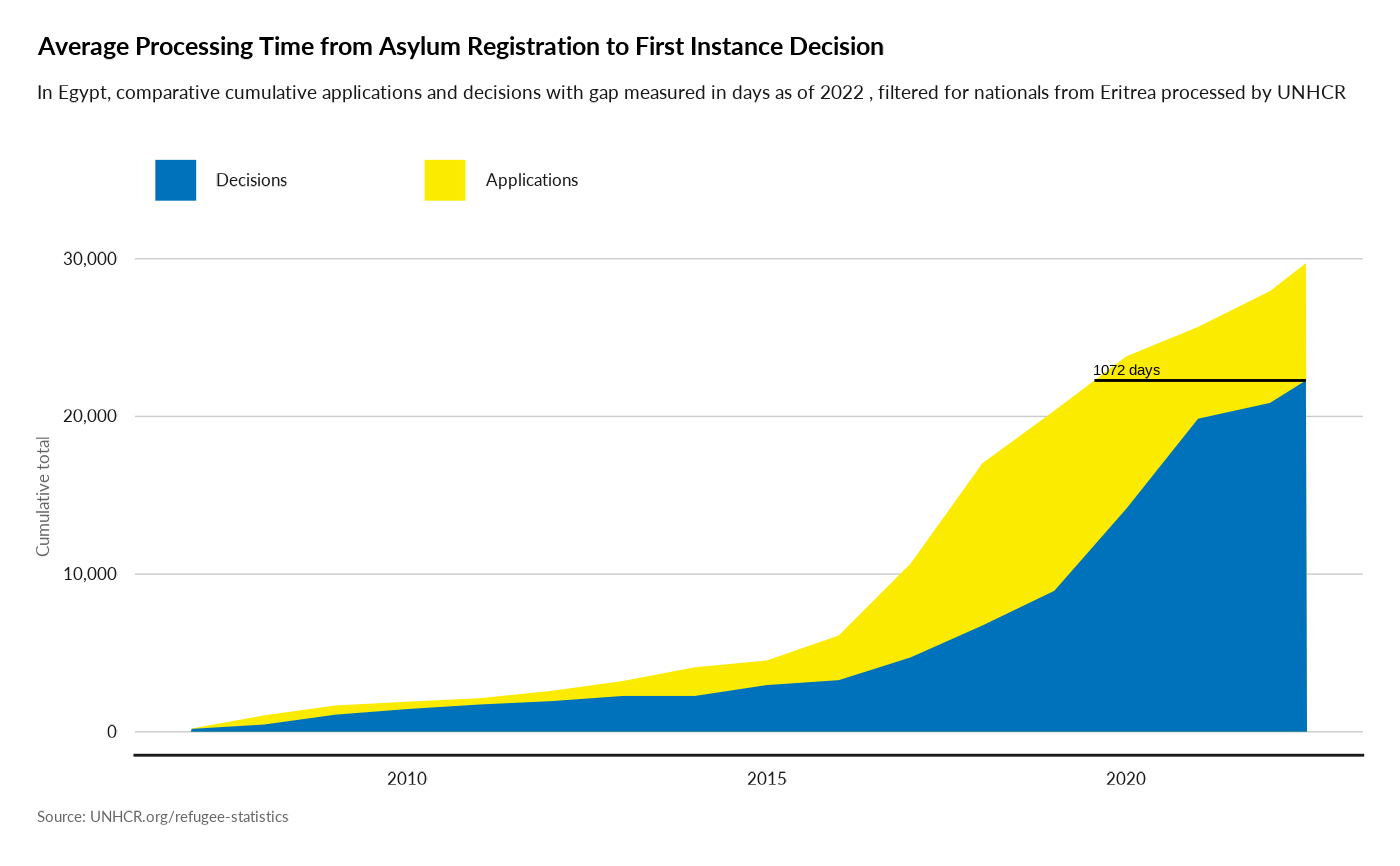 Average Processing Time from Asylum Registration to First Instance Decision
In Egypt, comparative cumulative applications and decisions with gap measured in days as of 2022 , filtered for nationals from Eritrea processed by UNHCR
Decisions
Applications
30,000
1072 days
20,000
Cumulative total
10,000
0
2010
2015
2020
Source: UNHCR.org/refugee-statistics